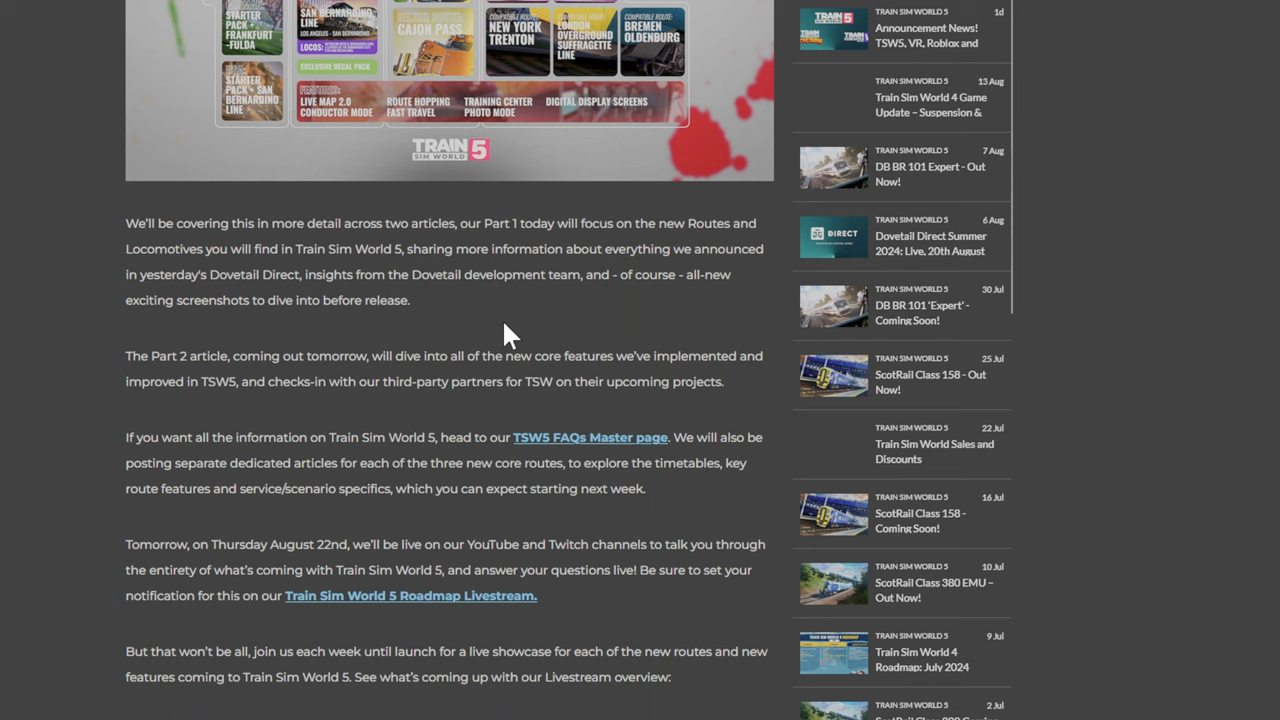 STARTER
PACK +
FRANKFURT
-FULDA
USA:
STARTER
PACK + SAN
BERNARDINO
LINE
SAN BERNARDINO
LINE
LOS ANGELES - SAN BERNARDINO
LOCOS:
EXCLUSIVE DECAL PACK
CAJON PASS
COMPATIBLE ROUTE:
NEW YORK
TRENTON
COMPATIBLE ROUTE:
LONDON
OVERGROUND
SUFFRAGETTE
LINE
COMPATIBLE ROUTE:
BREMEN
OLDENBURG
FEATURES:
LIVE MAP 2.0
CONDUCTOR MODE
ROUTE HOPPING
FAST TRAVEL
TRAINING CENTER
PHOTO MODE
DIGITAL DISPLAY SCREENS
TRAIN
SIM WORLD 5
We'll be covering this in more detail across two articles, our Part 1 today will focus on the new Routes and
Locomotives you will find in Train Sim World 5, sharing more information about everything we announced
in yesterday's Dovetail Direct, insights from the Dovetail development team, and - of course - all-new
exciting screenshots to dive into before release.
The Part 2 article, coming out tomorrow, will dive into all of the new core features we've implemented and
improved in TSW5, and checks-in with our third-party partners for TSW on their upcoming projects.
If you want all the information on Train Sim World 5, head to our TSW5 FAQs Master page. We will also be
posting separate dedicated articles for each of the three new core routes, to explore the timetables, key
route features and service/scenario specifics, which you can expect starting next week.
Tomorrow, on Thursday August 22nd, we'll be live on our YouTube and Twitch channels to talk you through
the entirety of what's coming with Train Sim World 5, and answer your questions live! Be sure to set your
notification for this on our Train Sim World 5 Roadmap Livestream.
But that won't be all, join us each week until launch for a live showcase for each of the new routes and new
features coming to Train Sim World 5. See what's coming up with our Livestream overview:
TRAIN SIM WORLD 5 1d
Announcement News!
TSW5, VR, Roblox and
TRAIN SIM WORLD 5 13 Aug
Train Sim World 4 Game
Update – Suspension &
TRAIN SIM WORLD 5 7 Aug
DB BR 101 Expert - Out
Now!
TRAIN SIM WORLD 5 6 Aug
DIRECT
Dovetail Direct Summer
2024: Live, 20th August
TRAIN SIM WORLD 5 30 Jul
DB BR 101 'Expert' -
Coming Soon!
TRAIN SIM WORLD 5 25 Jul
ScotRail Class 158 - Out
Now!
TRAIN SIM WORLD 5 22 Jul
Train Sim World Sales and
Discounts
TRAIN SIM WORLD 5 16 Jul
ScotRail Class 158 -
Coming Soon!
TRAIN SIM WORLD 5 10 Jul
ScotRail Class 380 EMU –
Out Now!
TRAIN SIM WORLD 5 9 Jul
Train Sim World 4
Roadmap: July 2024
TRAIN SIM WORLD 5 2 Jul